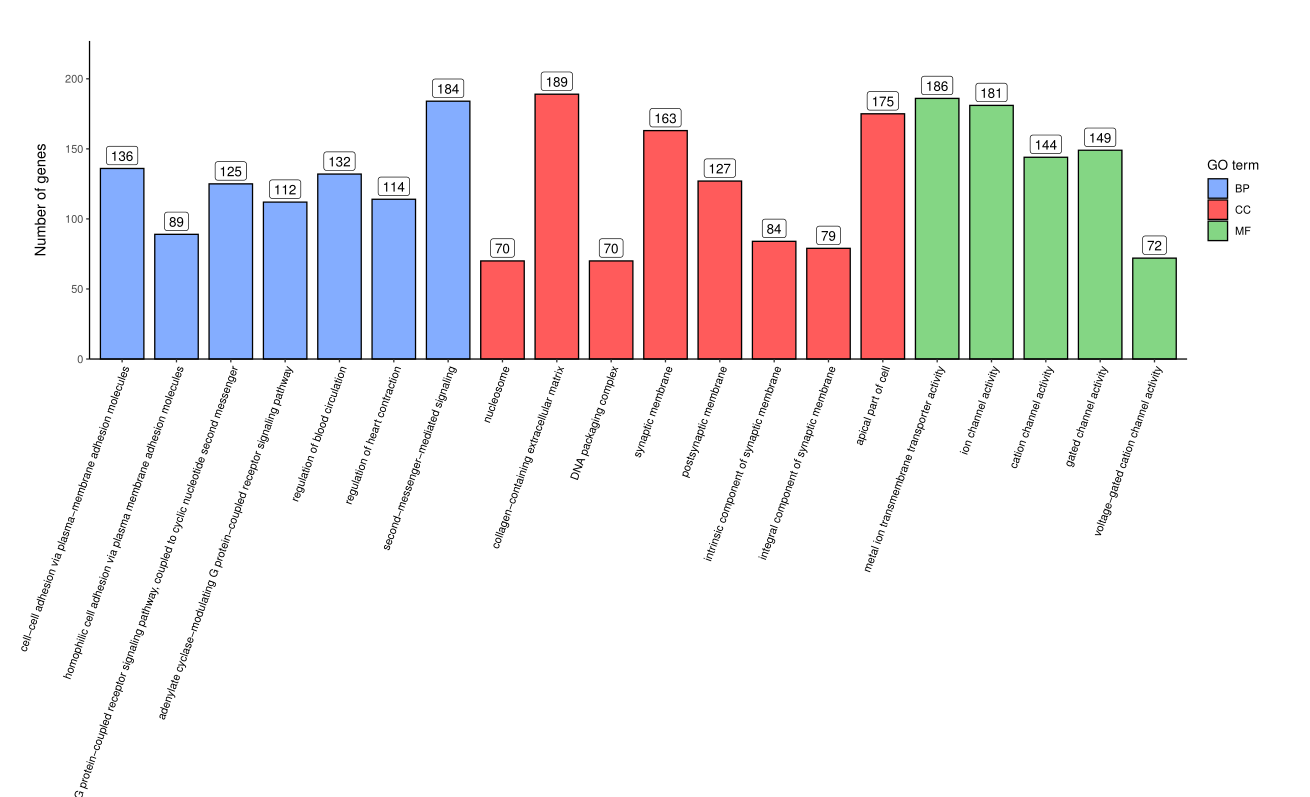 Number of genes
200
150
100
50
0
136
89
125
112
132
114
184
70
189
70
163
127
84
79
175
186
181
144
149
72
cell−cell adhesion via plasma−membrane adhesion molecules
homophilic cell adhesion via plasma membrane adhesion molecules
G protein−coupled receptor signaling pathway, coupled to cyclic nucleotide second messenger
adenylate cyclase−modulating G protein−coupled receptor signaling pathway
regulation of blood circulation
regulation of heart contraction
second−messenger−mediated signaling
nucleosome
collagen−containing extracellular matrix
DNA packaging complex
synaptic membrane
postsynaptic membrane
intrinsic component of synaptic membrane
integral component of synaptic membrane
apical part of cell
metal ion transmembrane transporter activity
ion channel activity
cation channel activity
gated channel activity
voltage−gated cation channel activity
GO term
BP
CC
MF